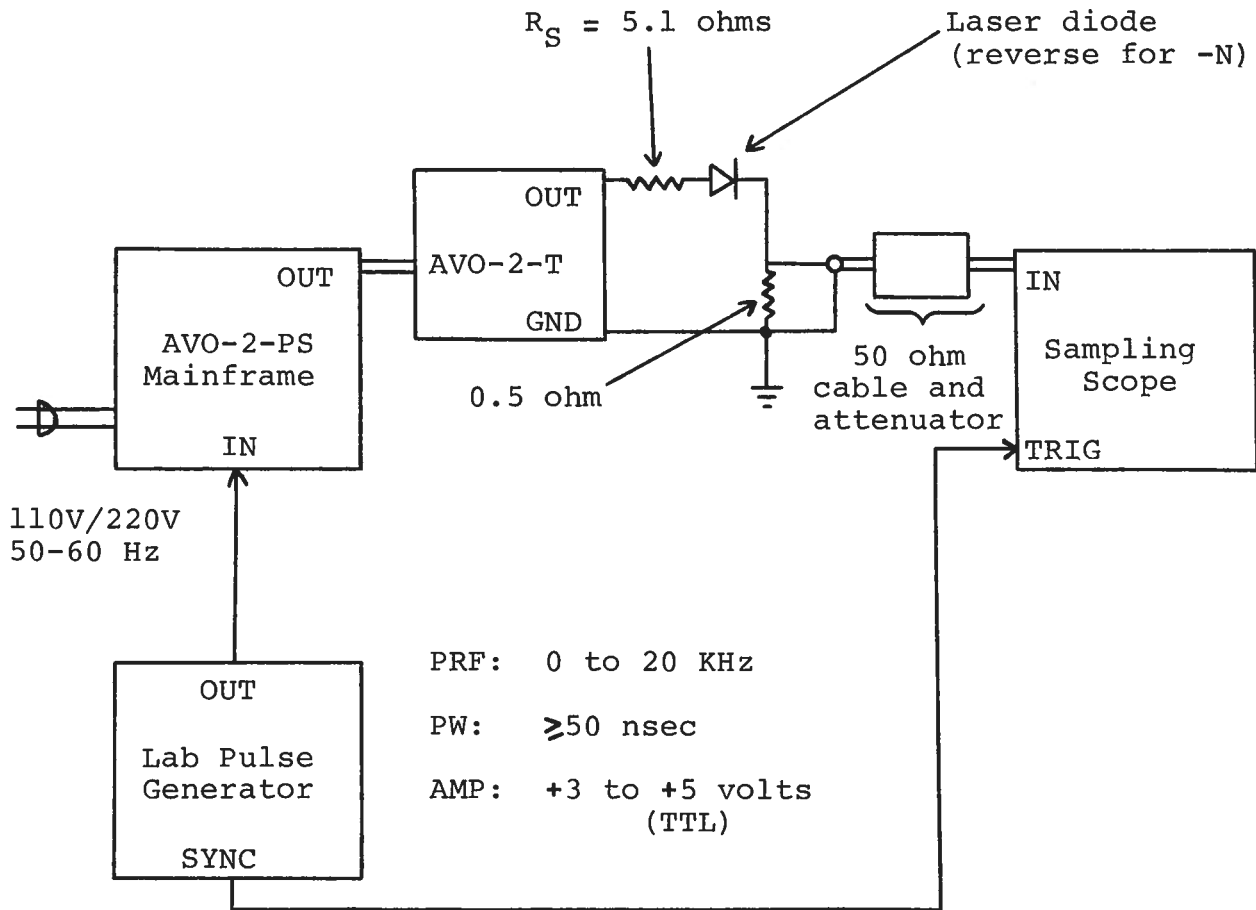 R_S = 5.1 ohms
Laser diode
(reverse for -N)
OUT
AVO-2-T
GND
OUT
AVO-2-PS
Mainframe
IN
0.5 ohm
50 ohm
cable and
attenuator
IN
Sampling
Scope
TRIG
110V/220V
50-60 Hz
OUT
Lab Pulse
Generator
SYNC
PRF: 0 to 20 KHz
PW: ≥50 nsec
AMP: +3 to +5 volts
(TTL)